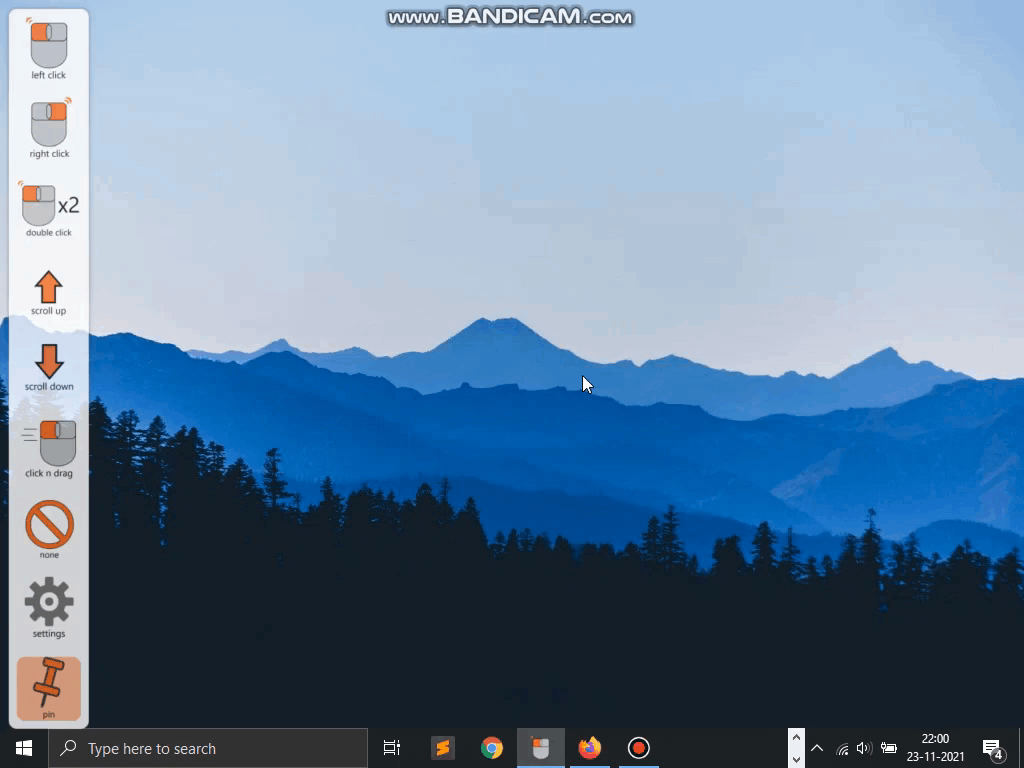 www.BANDICAM.com
left click
right click
x2
double click
scroll up
scroll down
click n drag
none
settings
pin
Type here to search
22:00
23-11-2021
4